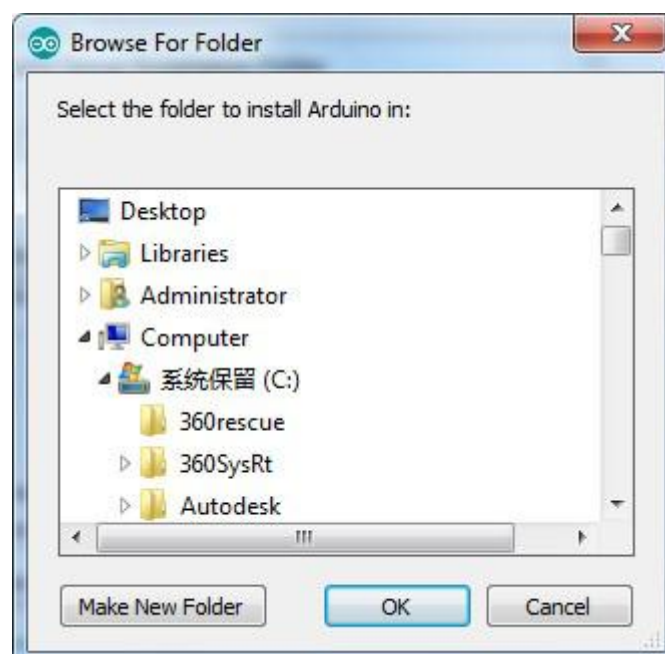 Browse For Folder
Select the folder to install Arduino in:
Desktop
Libraries
Administrator
Computer
系统保留 (C:)
360rescue
360SysRt
Autodesk
Make New Folder
OK
Cancel